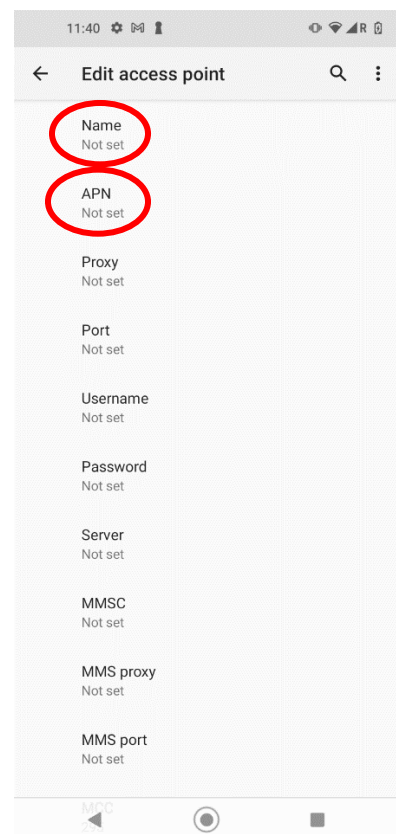 11:40 R
Edit access point
Name
Not set
APN
Not set
Proxy
Not set
Port
Not set
Username
Not set
Password
Not set
Server
Not set
MMSC
Not set
MMS proxy
Not set
MMS port
Not set
MCC